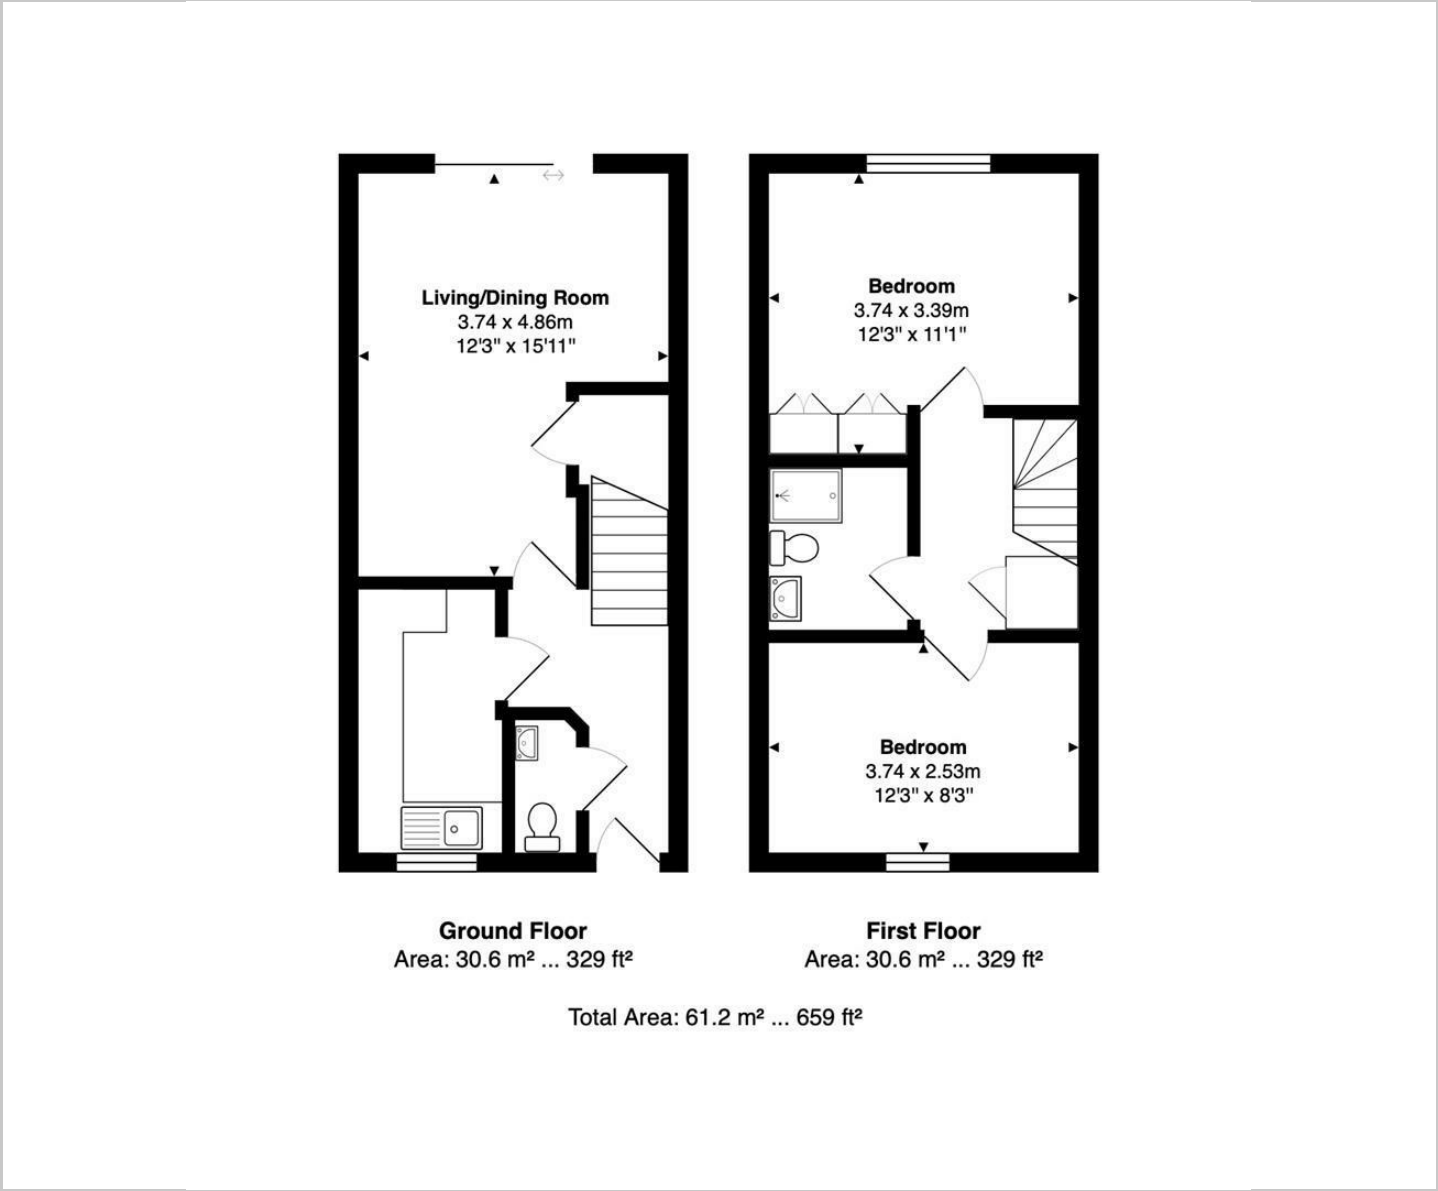 Living/Dining Room
3.74 x 4.86m
12'3" x 15'11"
Bedroom
3.74 x 3.39m
12'3" x 11'1"
Bedroom
3.74 x 2.53m
12'3" x 8'3"
Ground Floor
Area: 30.6 m² ... 329 ft²
First Floor
Area: 30.6 m² ... 329 ft²
Total Area: 61.2 m² ... 659 ft²